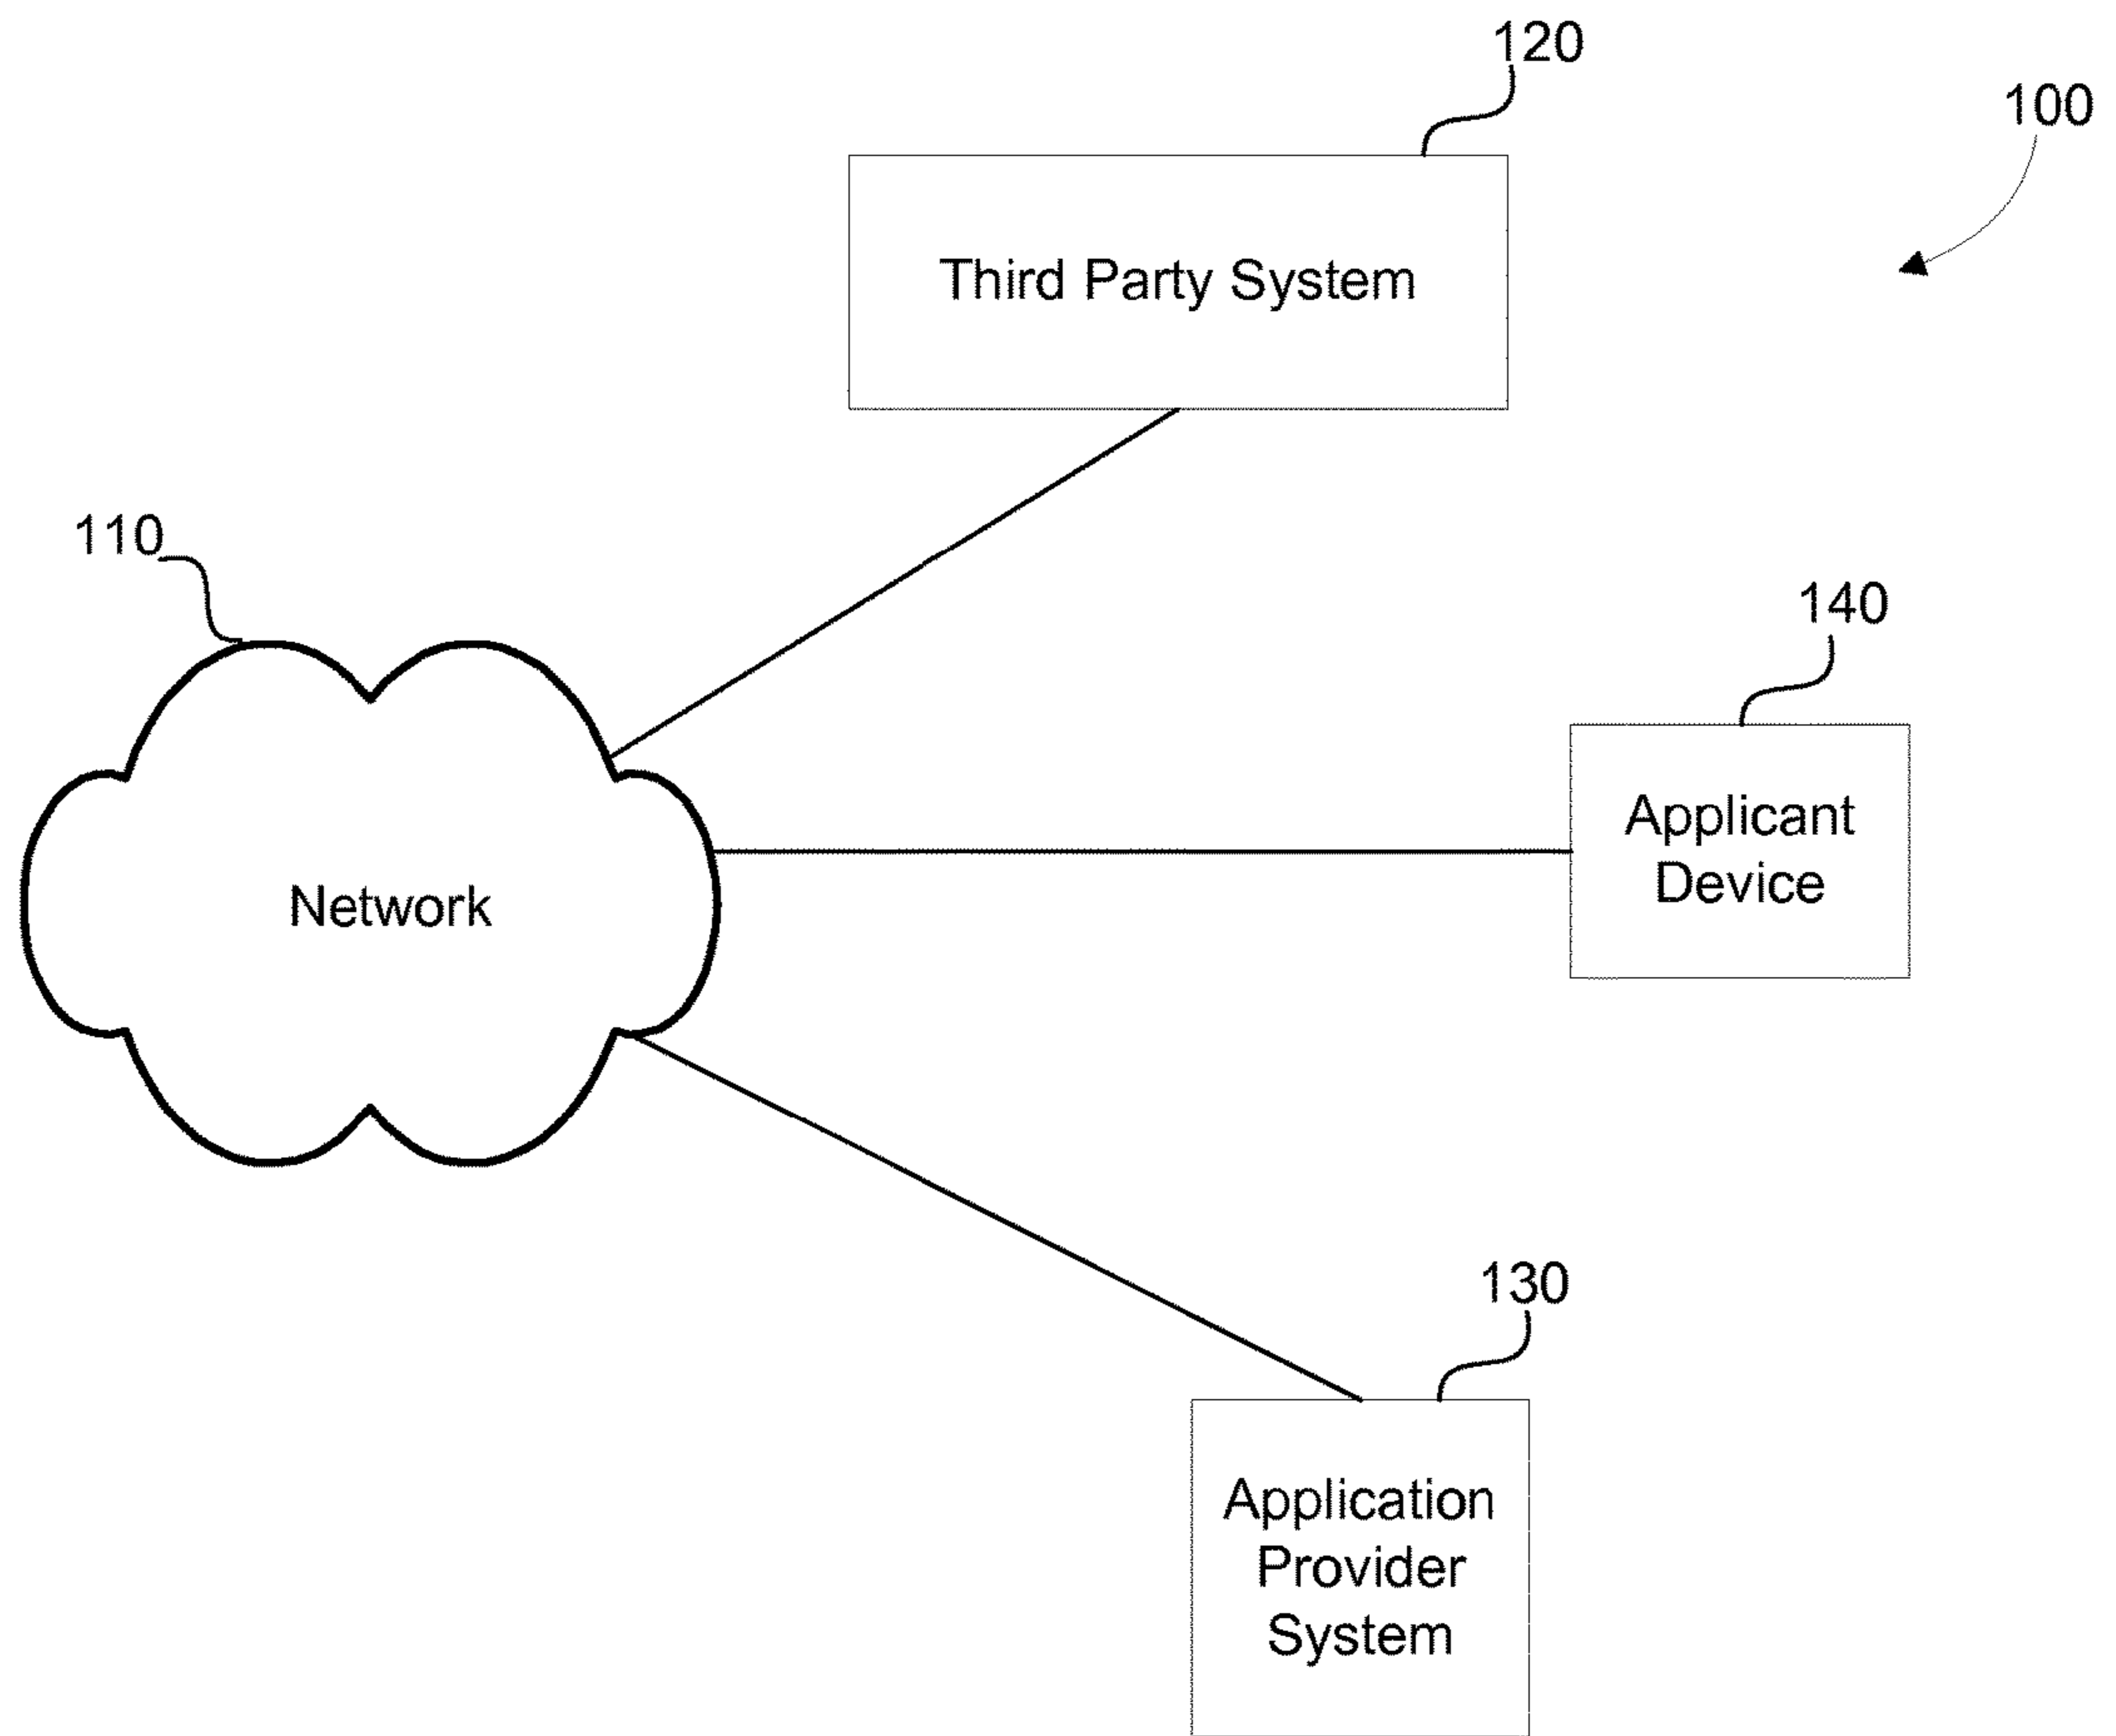 120
100
Third Party System
110
140
Applicant
Device
Network
130
Application
Provider
System